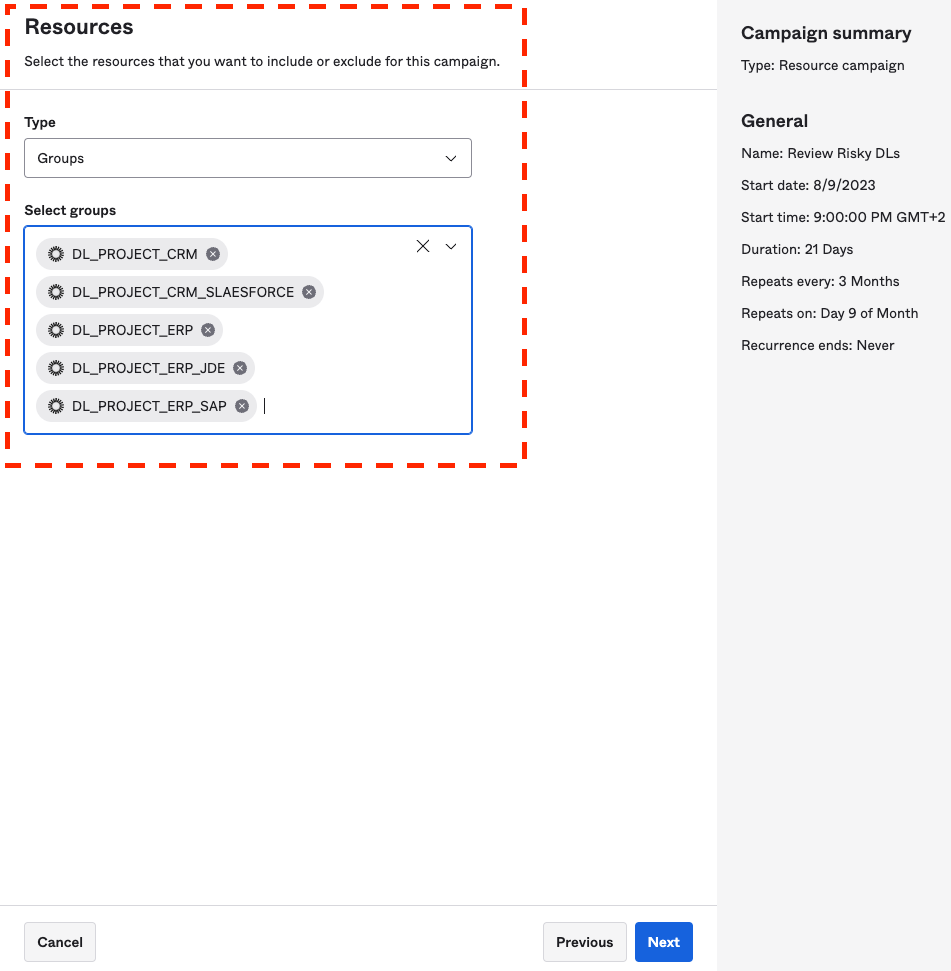 Resources
Select the resources that you want to include or exclude for this campaign.
Type
Groups
Select groups
DL_PROJECT_CRM
DL_PROJECT_CRM_SLAESFORCE
DL_PROJECT_ERP
DL_PROJECT_ERP_JDE
DL_PROJECT_ERP_SAP
Cancel
Previous
Next
Campaign summary
Type: Resource campaign
General
Name: Review Risky DLs
Start date: 8/9/2023
Start time: 9:00:00 PM GMT+2
Duration: 21 Days
Repeats every: 3 Months
Repeats on: Day 9 of Month
Recurrence ends: Never